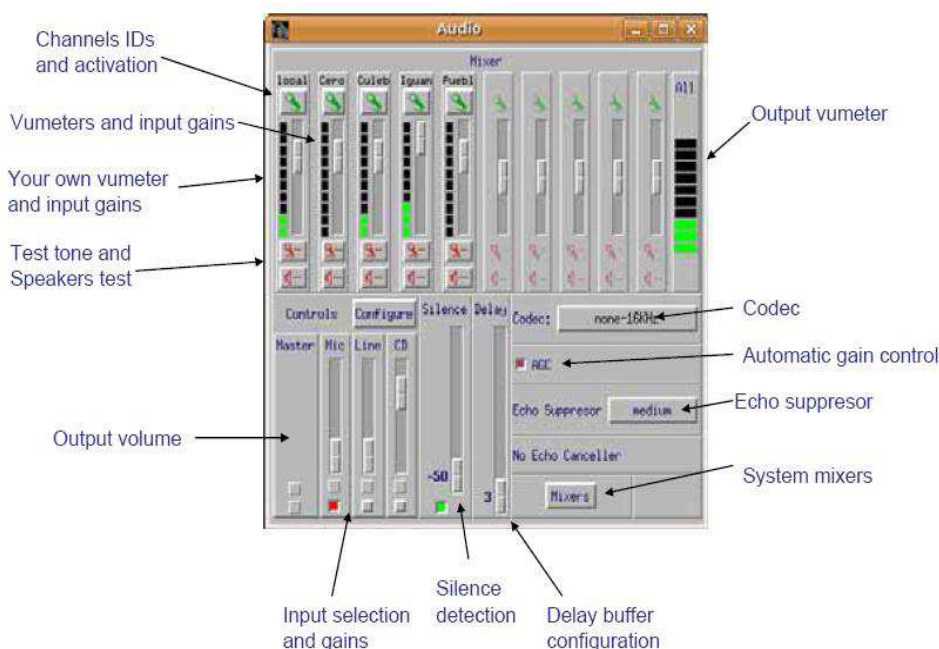 Audio
Channels IDs
and activation
Mixer
local Cero Culeb Iguan Puebl All
Vumeters and input gains
Output vumeter
Your own vumeter
and input gains
Test tone and
Speakers test
Controls Configure Silence Delay Codec: none-16KHz
Codec
Master Mic Line CD
AGC
Automatic gain control
Echo Suppresor medium
Echo suppresor
Output volume
No Echo Canceller
-50
3
Mixers
System mixers
Input selection
and gains
Silence
detection
Delay buffer
configuration